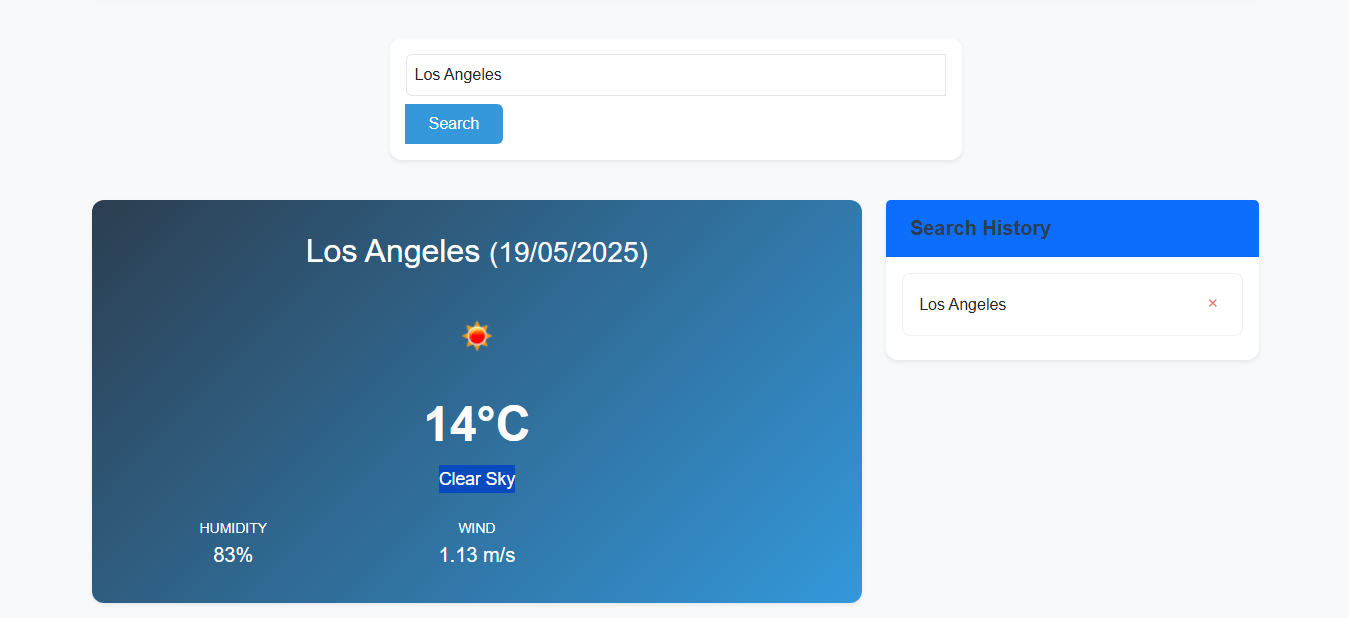 Los Angeles
Search
Los Angeles (19/05/2025)
14°C
Clear Sky
HUMIDITY
83%
WIND
1.13 m/s
Search History
Los Angeles ×